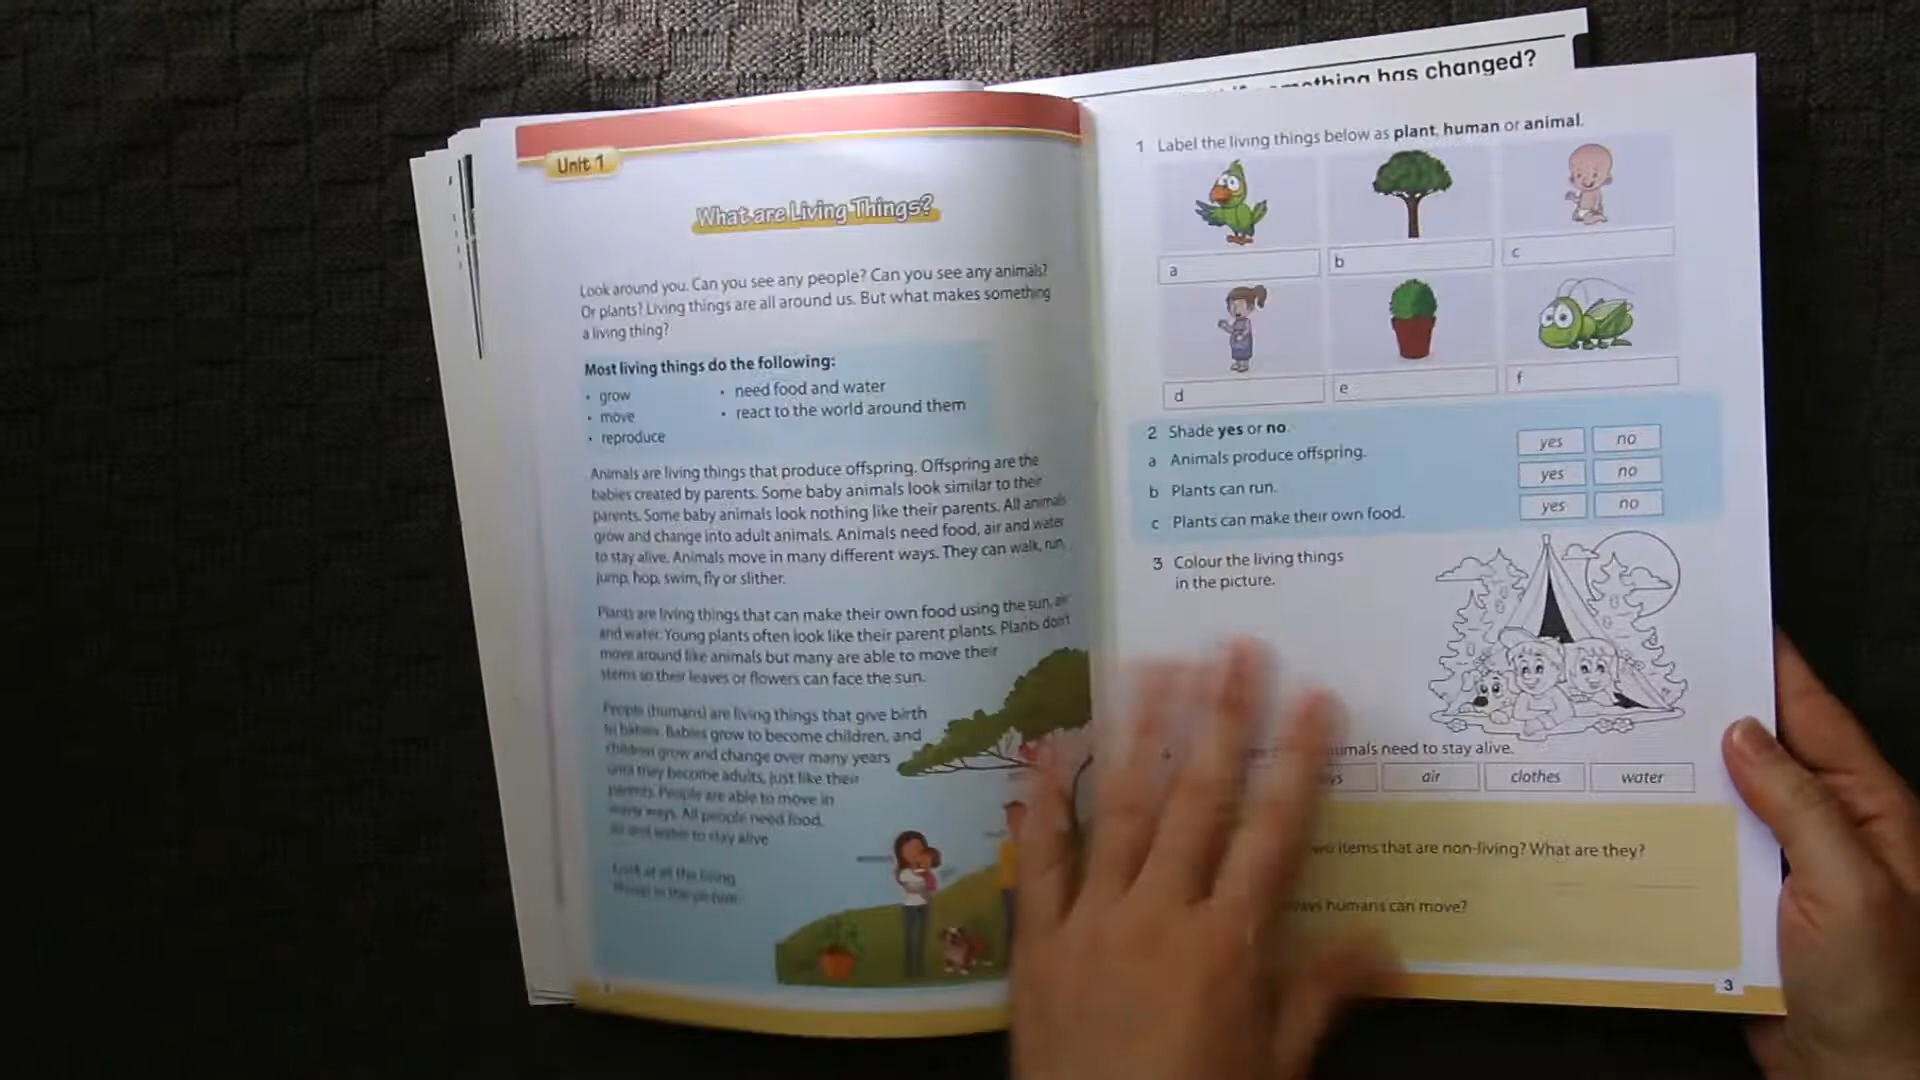 something has changed?
Unit 1
What are Living Things?
Look around you. Can you see any people? Can you see any animals?
Or plants? Living things are all around us. But what makes something
a living thing?
Most living things do the following:
• grow
• move
• reproduce
• need food and water
• react to the world around them
Animals are living things that produce offspring. Offspring are the
babies created by parents. Some baby animals look similar to their
parents. Some baby animals look nothing like their parents. All animals
grow and change into adult animals. Animals need food, air and water
to stay alive. Animals move in many different ways. They can walk, run,
jump, hop, swim, fly or slither.
Plants are living things that can make their own food using the sun, air
and water. Young plants often look like their parent plants. Plants don't
move around like animals but many are able to move their
stems so their leaves or flowers can face the sun.
People (humans) are living things that give birth
to babies. Babies grow to become children, and
children grow and change over many years
until they become adults, just like their
parents. People are able to move in
many ways. All people need food,
air and water to stay alive.
Look at all the living
things in the picture.
1 Label the living things below as plant, human or animal.
a
b
c
d
e
f
2 Shade yes or no.
a Animals produce offspring. yes no
b Plants can run. yes no
c Plants can make their own food. yes no
3 Colour the living things
in the picture.
need to stay alive.
air clothes water
items that are non-living? What are they?
humans can move?
3